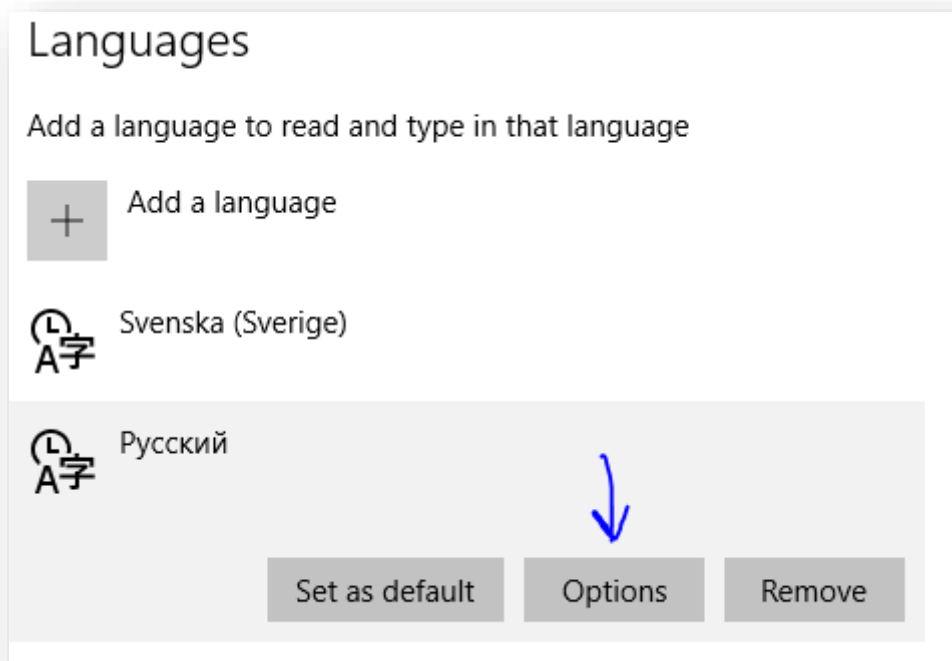 Languages
Add a language to read and type in that language
Add a language
Svenska (Sverige)
Русский
Set as default Options Remove